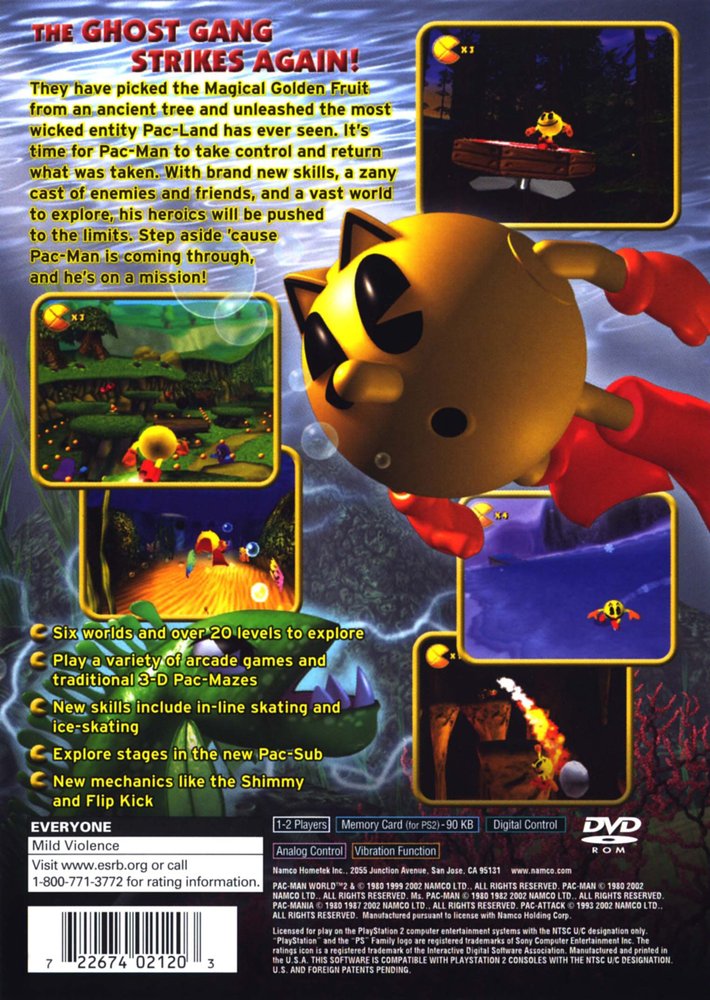 THE GHOST GANG
STRIKES AGAIN!
They have picked the Magical Golden Fruit
from an ancient tree and unleashed the most
wicked entity Pac-Land has ever seen. It's
time for Pac-Man to take control and return
what was taken. With brand new skills, a zany
cast of enemies and friends, and a vast world
to explore, his heroics will be pushed
to the limits. Step aside 'cause
Pac-Man is coming through,
and he's on a mission!
X3
X3
X4
Six worlds and over 20 levels to explore
Play a variety of arcade games and
traditional 3-D Pac-Mazes
New skills include in-line skating and
ice-skating
Explore stages in the new Pac-Sub
New mechanics like the Shimmy
and Flip Kick
EVERYONE
Mild Violence
Visit www.esrb.org or call
1-800-771-3772 for rating information.
1-2 Players
Memory Card (for PS2) - 90 KB
Digital Control
Analog Control
Vibration Function
DVD
ROM
Namco Hometek Inc., 2055 Junction Avenue, San Jose, CA 95131 www.namco.com
PAC-MAN WORLD™2 & © 1980 1999 2002 NAMCO LTD., ALL RIGHTS RESERVED. PAC-MAN © 1980 2002
NAMCO LTD., ALL RIGHTS RESERVED. Ms. PAC-MAN © 1980 1982 2002 NAMCO LTD., ALL RIGHTS RESERVED.
PAC-MANIA © 1980 1987 2002 NAMCO LTD., ALL RIGHTS RESERVED. PAC-ATTACK © 1993 2002 NAMCO LTD.,
ALL RIGHTS RESERVED. Manufactured pursuant to license with Namco Holding Corp.
Licensed for play on the PlayStation 2 computer entertainment systems with the NTSC U/C designation only.
"PlayStation" and the "PS" Family logo are registered trademarks of Sony Computer Entertainment Inc. The
ratings icon is a registered trademark of the Interactive Digital Software Association. Manufactured and printed in
the U.S.A. THIS SOFTWARE IS COMPATIBLE WITH PLAYSTATION 2 CONSOLES WITH THE NTSC U/C DESIGNATION.
U.S. AND FOREIGN PATENTS PENDING.
7 22674 02120 3